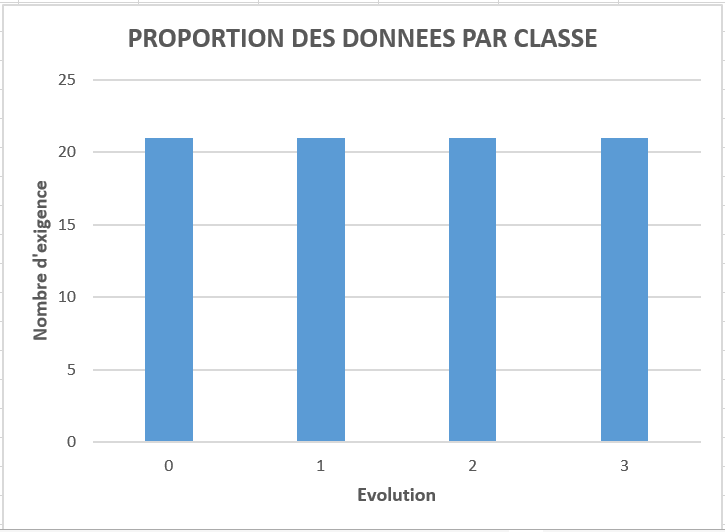 PROPORTION DES DONNEES PAR CLASSE
25
20
15
10
5
0
Nombre d'exigence
0 1 2 3
Evolution